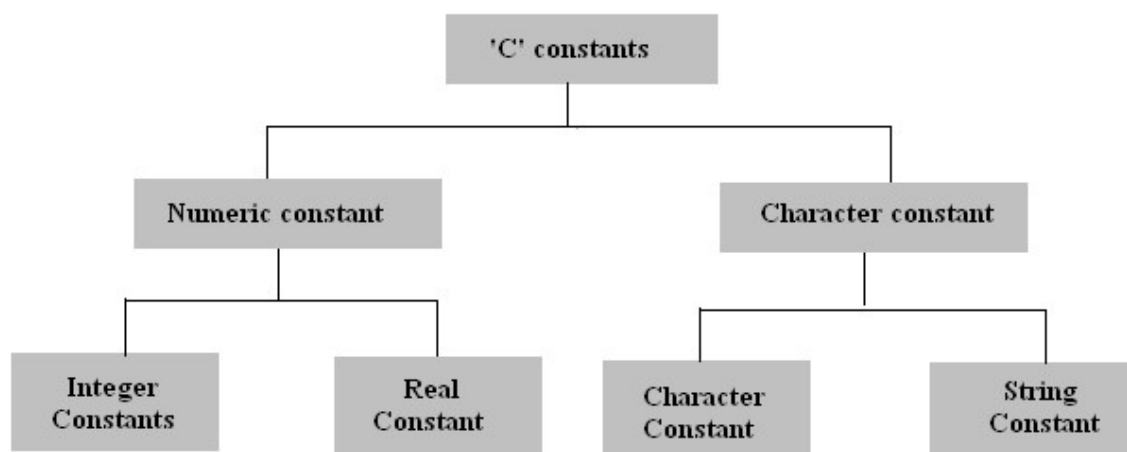 'C' constants
Numeric constant
Character constant
Integer
Constants
Real
Constant
Character
Constant
String
Constant